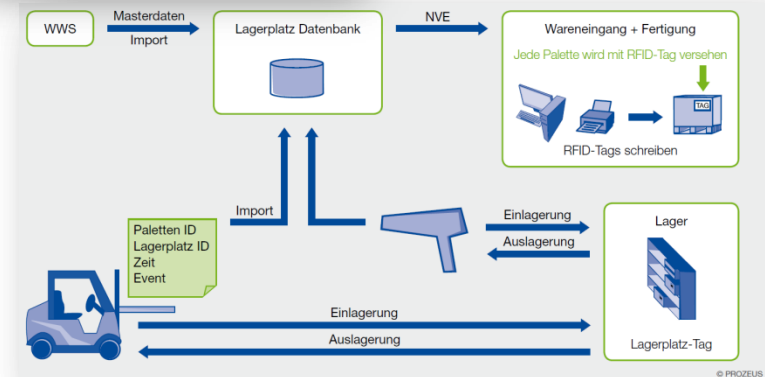 WWS
Masterdaten
Import
Lagerplatz Datenbank
NVE
Wareneingang + Fertigung
Jede Palette wird mit RFID-Tag versehen
TAG
RFID-Tags schreiben
Import
Paletten ID
Lagerplatz ID
Zeit
Event
Einlagerung
Auslagerung
Lager
Lagerplatz-Tag
Einlagerung
Auslagerung
© PROZEUS